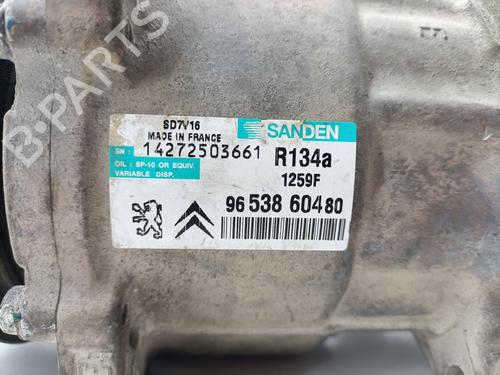 SD7V16
MADE IN FRANCE
SANDEN
SN: 14272503661
R134a
OIL: SP-10 OR EQUIV.
VARIABLE DISP.
1259F
96 538 604 80
B-PARTS